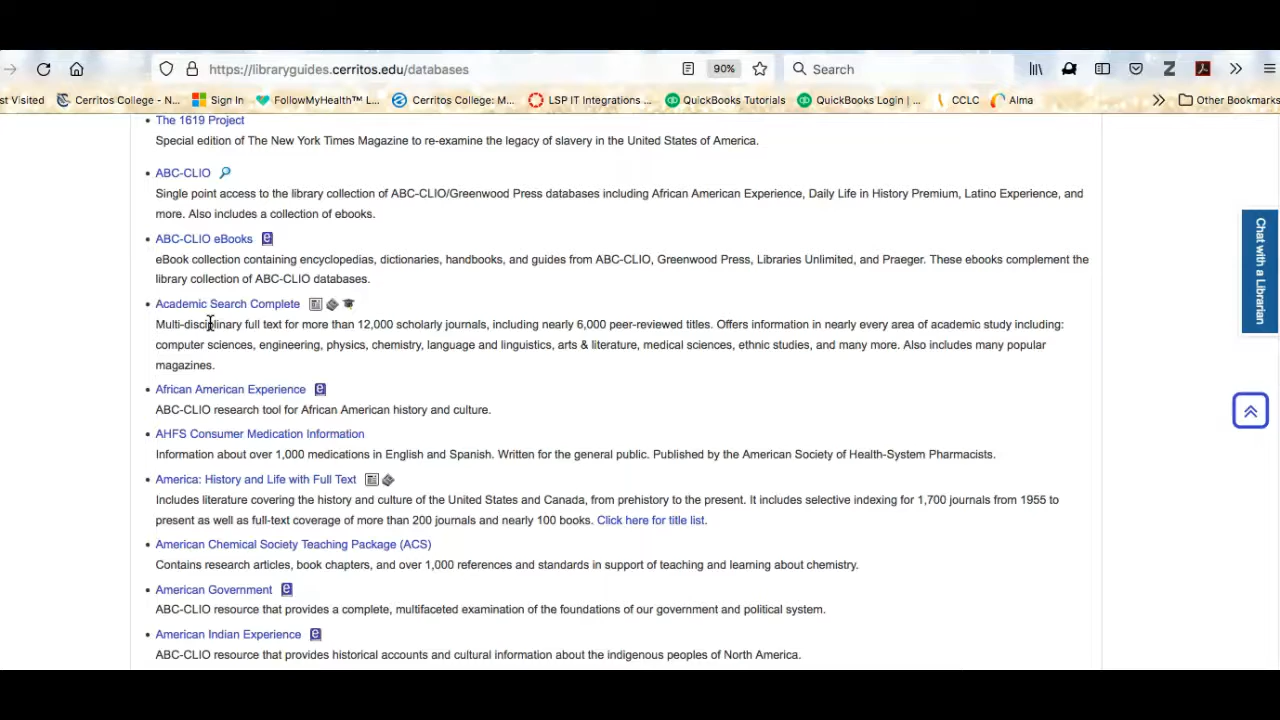 https://libraryguides.cerritos.edu/databases
90%
Search
st Visited
Cerritos College - N...
Sign In
FollowMyHealth™ L...
Cerritos College: M...
LSP IT Integrations ...
QuickBooks Tutorials
QuickBooks Login | ...
CCLC
Alma
Other Bookmarks
The 1619 Project
Special edition of The New York Times Magazine to re-examine the legacy of slavery in the United States of America.
ABC-CLIO
Single point access to the library collection of ABC-CLIO/Greenwood Press databases including African American Experience, Daily Life in History Premium, Latino Experience, and
more. Also includes a collection of ebooks.
ABC-CLIO eBooks
eBook collection containing encyclopedias, dictionaries, handbooks, and guides from ABC-CLIO, Greenwood Press, Libraries Unlimited, and Praeger. These ebooks complement the
library collection of ABC-CLIO databases.
Academic Search Complete
Multi-disciplinary full text for more than 12,000 scholarly journals, including nearly 6,000 peer-reviewed titles. Offers information in nearly every area of academic study including:
computer sciences, engineering, physics, chemistry, language and linguistics, arts & literature, medical sciences, ethnic studies, and many more. Also includes many popular
magazines.
African American Experience
ABC-CLIO research tool for African American history and culture.
AHFS Consumer Medication Information
Information about over 1,000 medications in English and Spanish. Written for the general public. Published by the American Society of Health-System Pharmacists.
America: History and Life with Full Text
Includes literature covering the history and culture of the United States and Canada, from prehistory to the present. It includes selective indexing for 1,700 journals from 1955 to
present as well as full-text coverage of more than 200 journals and nearly 100 books. Click here for title list.
American Chemical Society Teaching Package (ACS)
Contains research articles, book chapters, and over 1,000 references and standards in support of teaching and learning about chemistry.
American Government
ABC-CLIO resource that provides a complete, multifaceted examination of the foundations of our government and political system.
American Indian Experience
ABC-CLIO resource that provides historical accounts and cultural information about the indigenous peoples of North America.
Chat with a Librarian